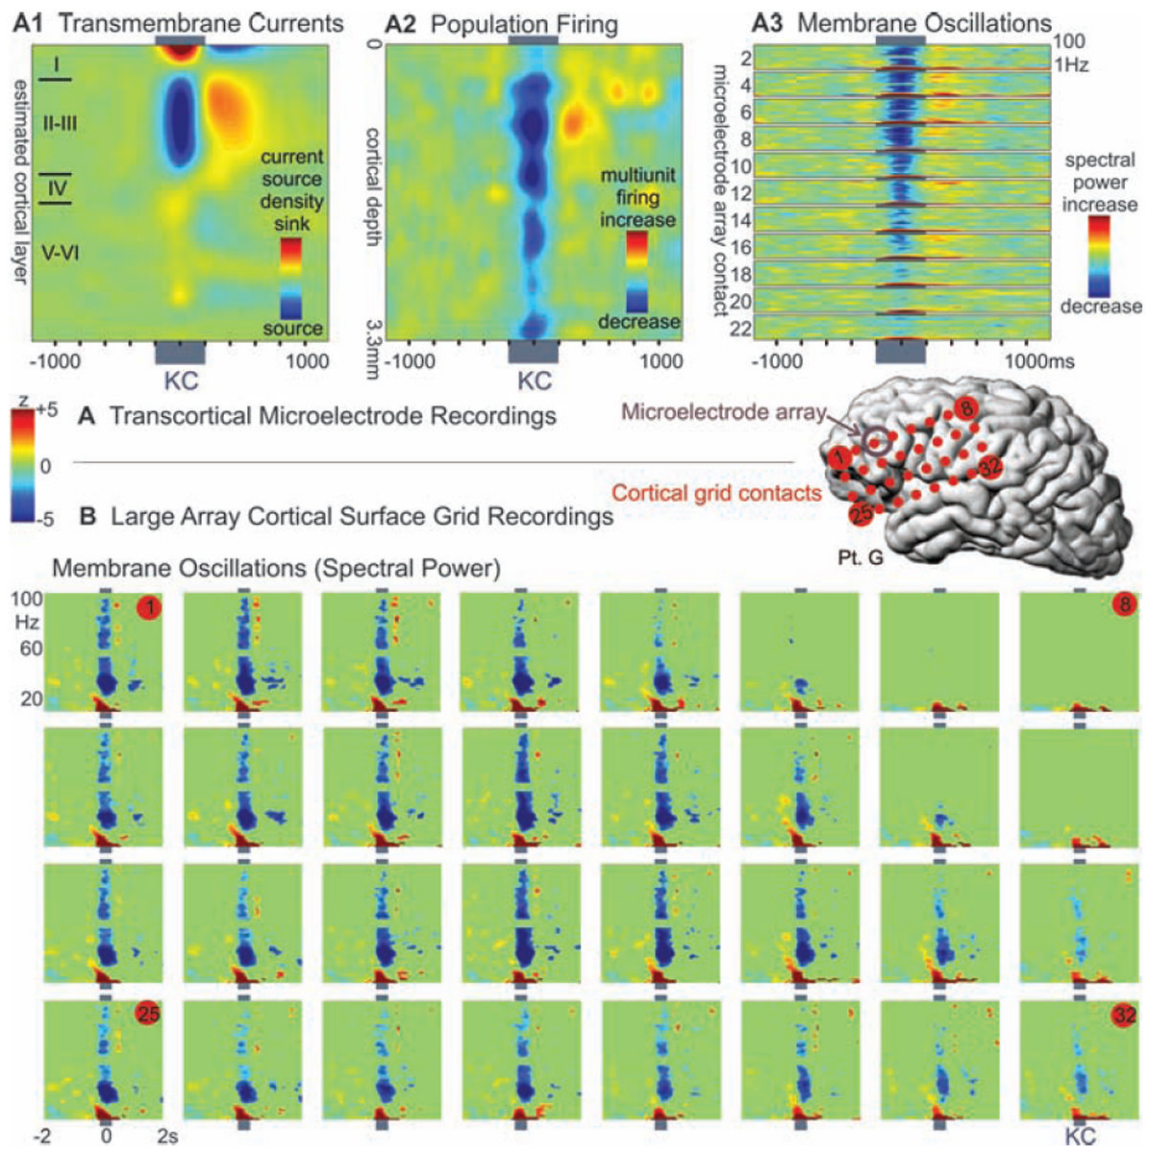 A1 Transmembrane Currents
A2 Population Firing
A3 Membrane Oscillations
estimated cortical layer
I
II-III
IV
V-VI
current
source
density
sink
source
-1000
1000
KC
0
cortical depth
3.3mm
multiunit
firing
increase
decrease
-1000
1000
KC
microelectrode array contact
2
4
6
8
10
12
14
16
18
20
22
100
1Hz
spectral
power
increase
decrease
-1000
1000ms
z
+5
0
-5
A Transcortical Microelectrode Recordings
B Large Array Cortical Surface Grid Recordings
Microelectrode array
Cortical grid contacts
1
8
25
32
Pt. G
Membrane Oscillations (Spectral Power)
100
Hz
60
20
1
8
25
32
-2
0
2s
KC